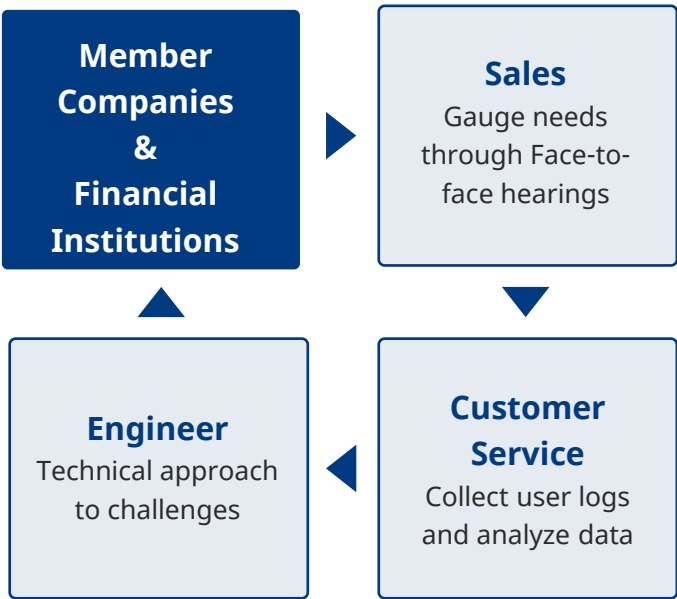 Member
Companies
&
Financial
Institutions
Sales
Gauge needs
through Face-to-
face hearings
Customer
Service
Collect user logs
and analyze data
Engineer
Technical approach
to challenges